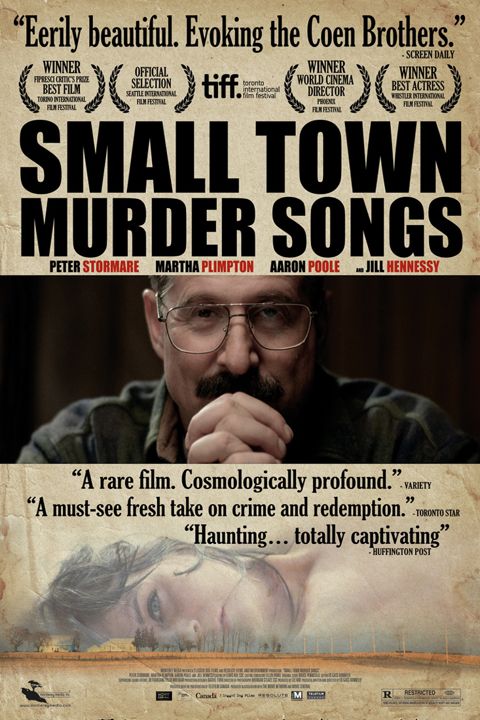 "Eerily beautiful. Evoking the Coen Brothers."
- SCREEN DAILY
WINNER
FIPRESCI CRITIC'S PRIZE
BEST FILM
TORINO INTERNATIONAL
FILM FESTIVAL
OFFICIAL
SELECTION
SEATTLE INTERNATIONAL
FILM FESTIVAL
tiff. toronto
international
film festival
WINNER
WORLD CINEMA
DIRECTOR
PHOENIX
FILM FESTIVAL
WINNER
BEST ACTRESS
WHISTLER INTERNATIONAL
FILM FESTIVAL
SMALL TOWN
MURDER SONGS
PETER STORMARE MARTHA PLIMPTON AARON POOLE AND JILL HENNESSY
"A rare film. Cosmologically profound." - VARIETY
"A must-see fresh take on crime and redemption." - TORONTO STAR
"Haunting... totally captivating"
- HUFFINGTON POST
www.montereymedia.com
Canada
R RESTRICTED